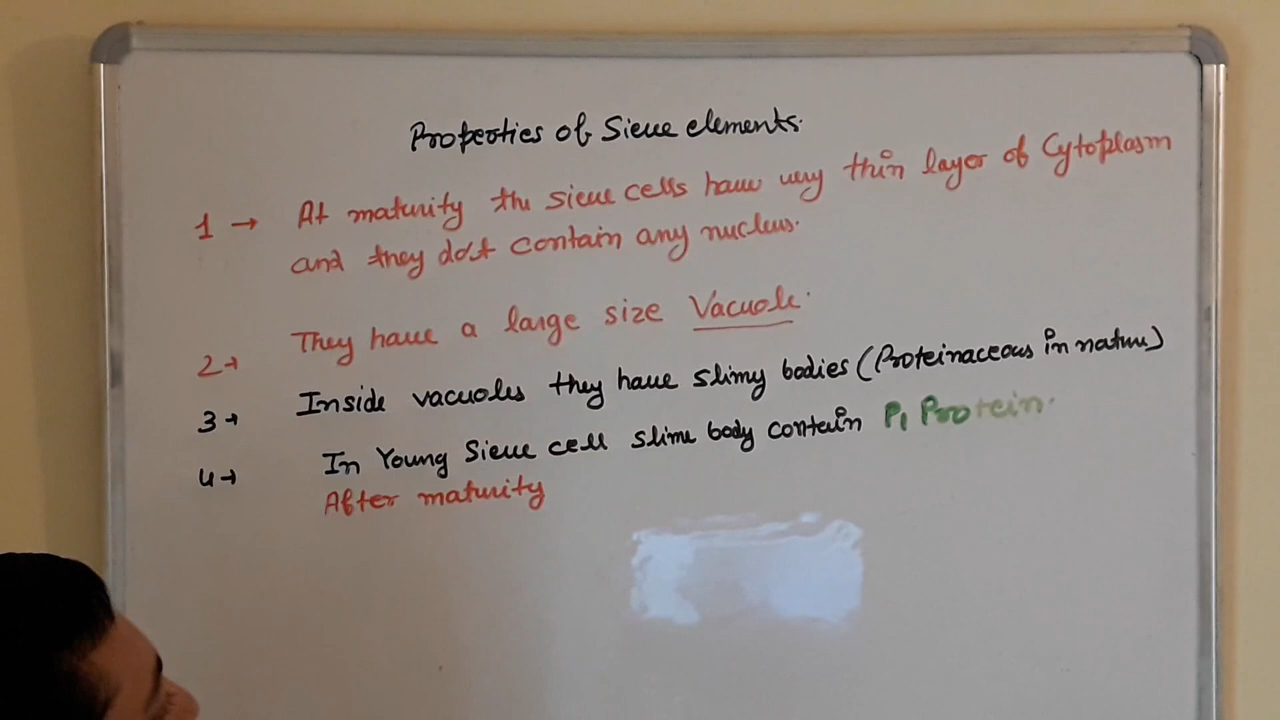 Properties of Sieve elements.
1 → At maturity the sieve cells have very thin layer of Cytoplasm
and they do't contain any nucleus.
2 → They have a large size Vacuole.
3 → Inside vacuoles they have slimy bodies (Proteinaceous in nature)
4 → In Young Sieve cell slime body contain P1 Protein.
After maturity